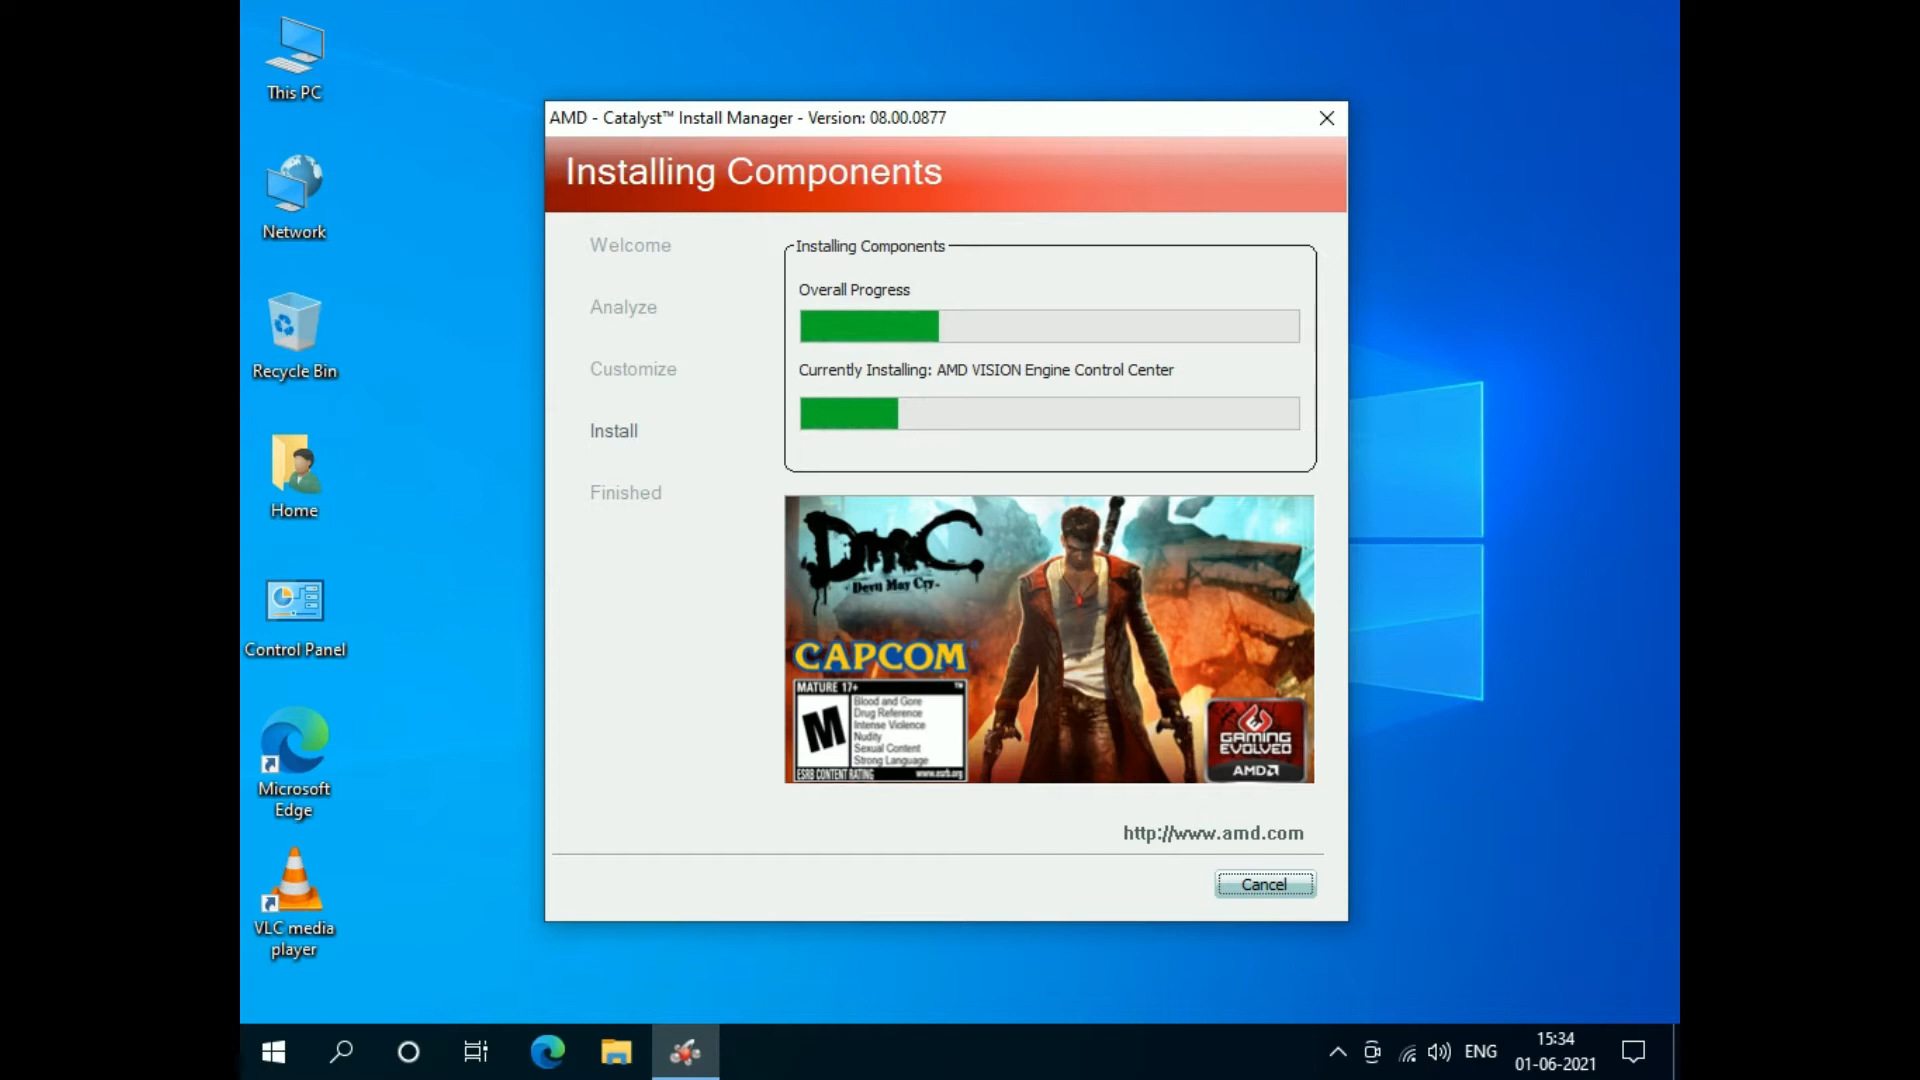 This PC
Network
Recycle Bin
Home
Control Panel
Microsoft
Edge
VLC media
player
AMD - Catalyst™ Install Manager - Version: 08.00.0877
Installing Components
Welcome
Analyze
Customize
Install
Finished
Installing Components
Overall Progress
Currently Installing: AMD VISION Engine Control Center
DmC
Devil May Cry
CAPCOM
MATURE 17+
M
Blood and Gore
Drug Reference
Intense Violence
Nudity
Sexual Content
Strong Language
ESRB CONTENT RATING www.esrb.org
GAMING
EVOLVED
AMD
http://www.amd.com
Cancel
ENG
15:34
01-06-2021